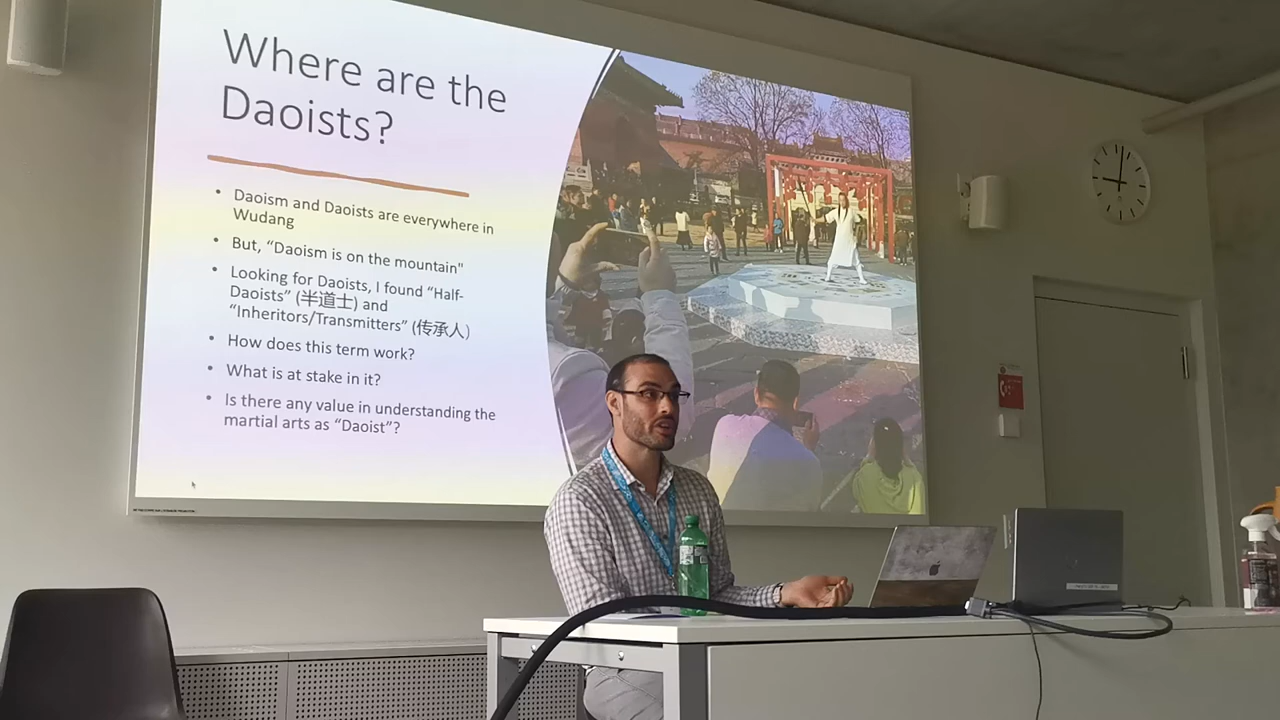 Where are the
Daoists?
• Daoism and Daoists are everywhere in
Wudang
• But, “Daoism is on the mountain"
• Looking for Daoists, I found “Half-
Daoists” (半道士) and
“Inheritors/Transmitters” (传承人)
• How does this term work?
• What is at stake in it?
• Is there any value in understanding the
martial arts as “Daoist”?